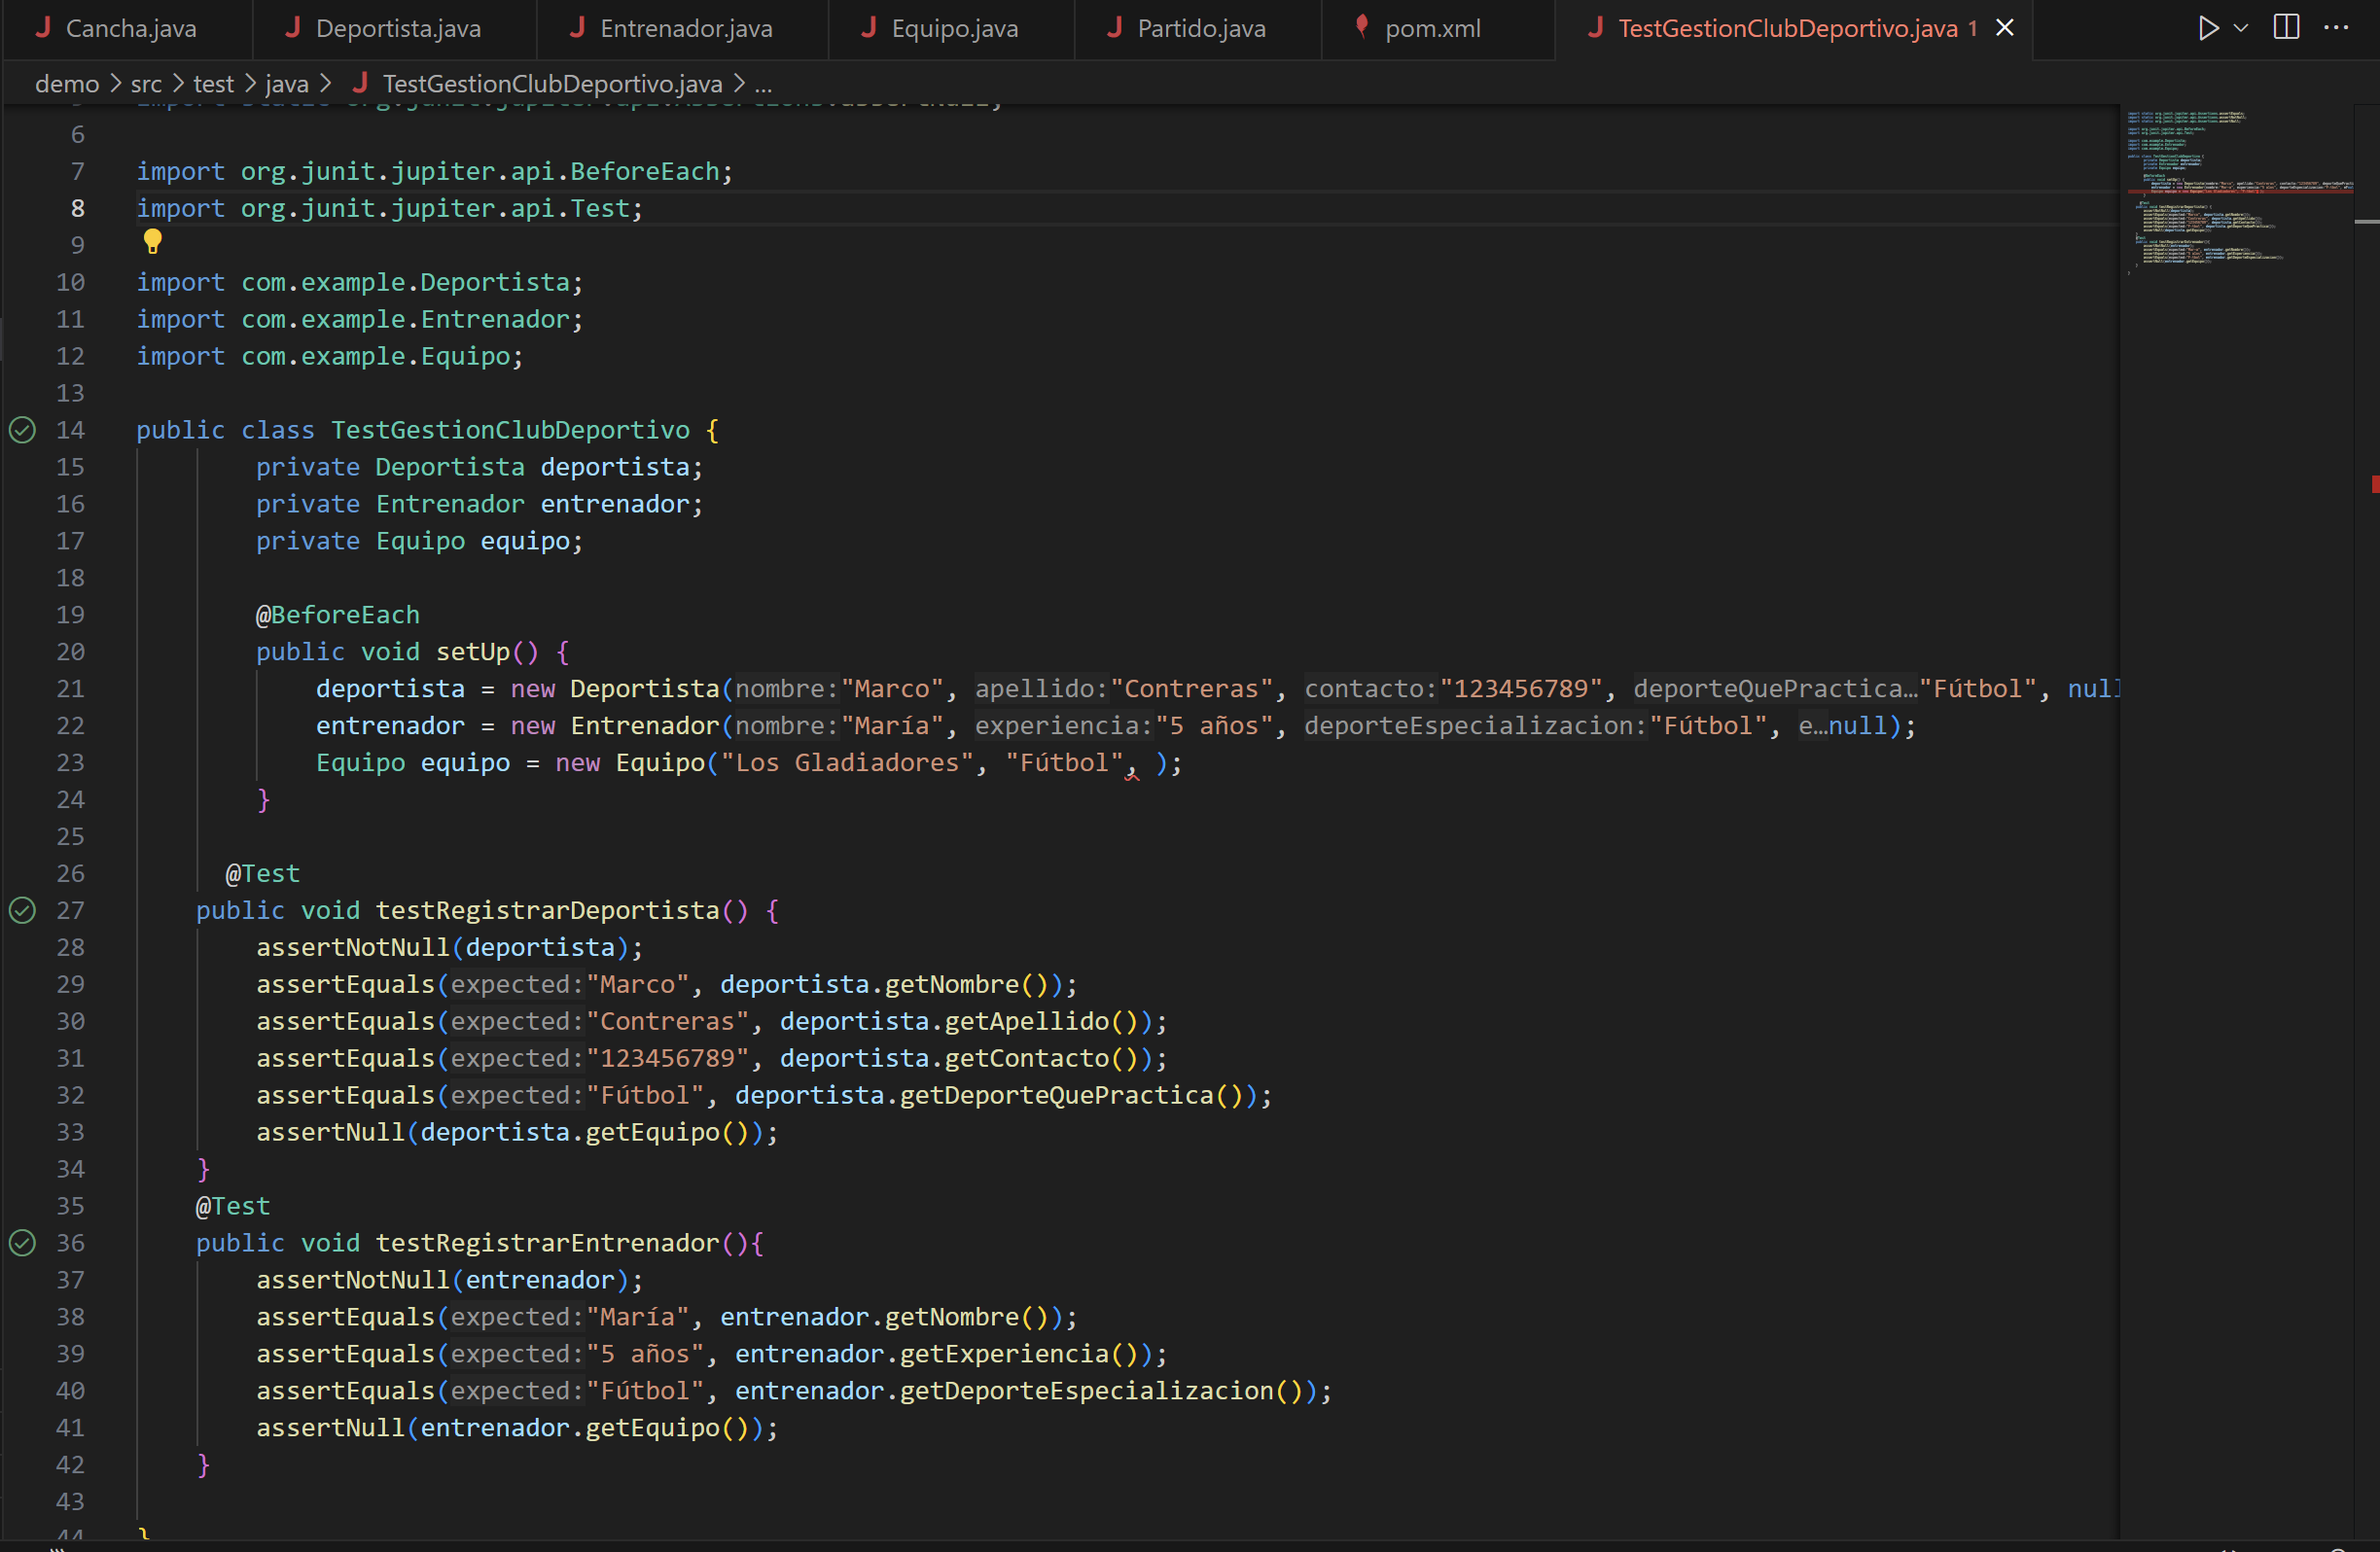 Cancha.java Deportista.java Entrenador.java Equipo.java Partido.java pom.xml TestGestionClubDeportivo.java 1
demo > src > test > java > TestGestionClubDeportivo.java > ...
6
7 import org.junit.jupiter.api.BeforeEach;
8 import org.junit.jupiter.api.Test;
9
10 import com.example.Deportista;
11 import com.example.Entrenador;
12 import com.example.Equipo;
13
14 public class TestGestionClubDeportivo {
15 private Deportista deportista;
16 private Entrenador entrenador;
17 private Equipo equipo;
18
19 @BeforeEach
20 public void setUp() {
21 deportista = new Deportista(nombre:"Marco", apellido:"Contreras", contacto:"123456789", deporteQuePractica…"Fútbol", null
22 entrenador = new Entrenador(nombre:"María", experiencia:"5 años", deporteEspecializacion:"Fútbol", e…null);
23 Equipo equipo = new Equipo("Los Gladiadores", "Fútbol", );
24 }
25
26 @Test
27 public void testRegistrarDeportista() {
28 assertNotNull(deportista);
29 assertEquals(expected:"Marco", deportista.getNombre());
30 assertEquals(expected:"Contreras", deportista.getApellido());
31 assertEquals(expected:"123456789", deportista.getContacto());
32 assertEquals(expected:"Fútbol", deportista.getDeporteQuePractica());
33 assertNull(deportista.getEquipo());
34 }
35 @Test
36 public void testRegistrarEntrenador(){
37 assertNotNull(entrenador);
38 assertEquals(expected:"María", entrenador.getNombre());
39 assertEquals(expected:"5 años", entrenador.getExperiencia());
40 assertEquals(expected:"Fútbol", entrenador.getDeporteEspecializacion());
41 assertNull(entrenador.getEquipo());
42 }
43
44 }